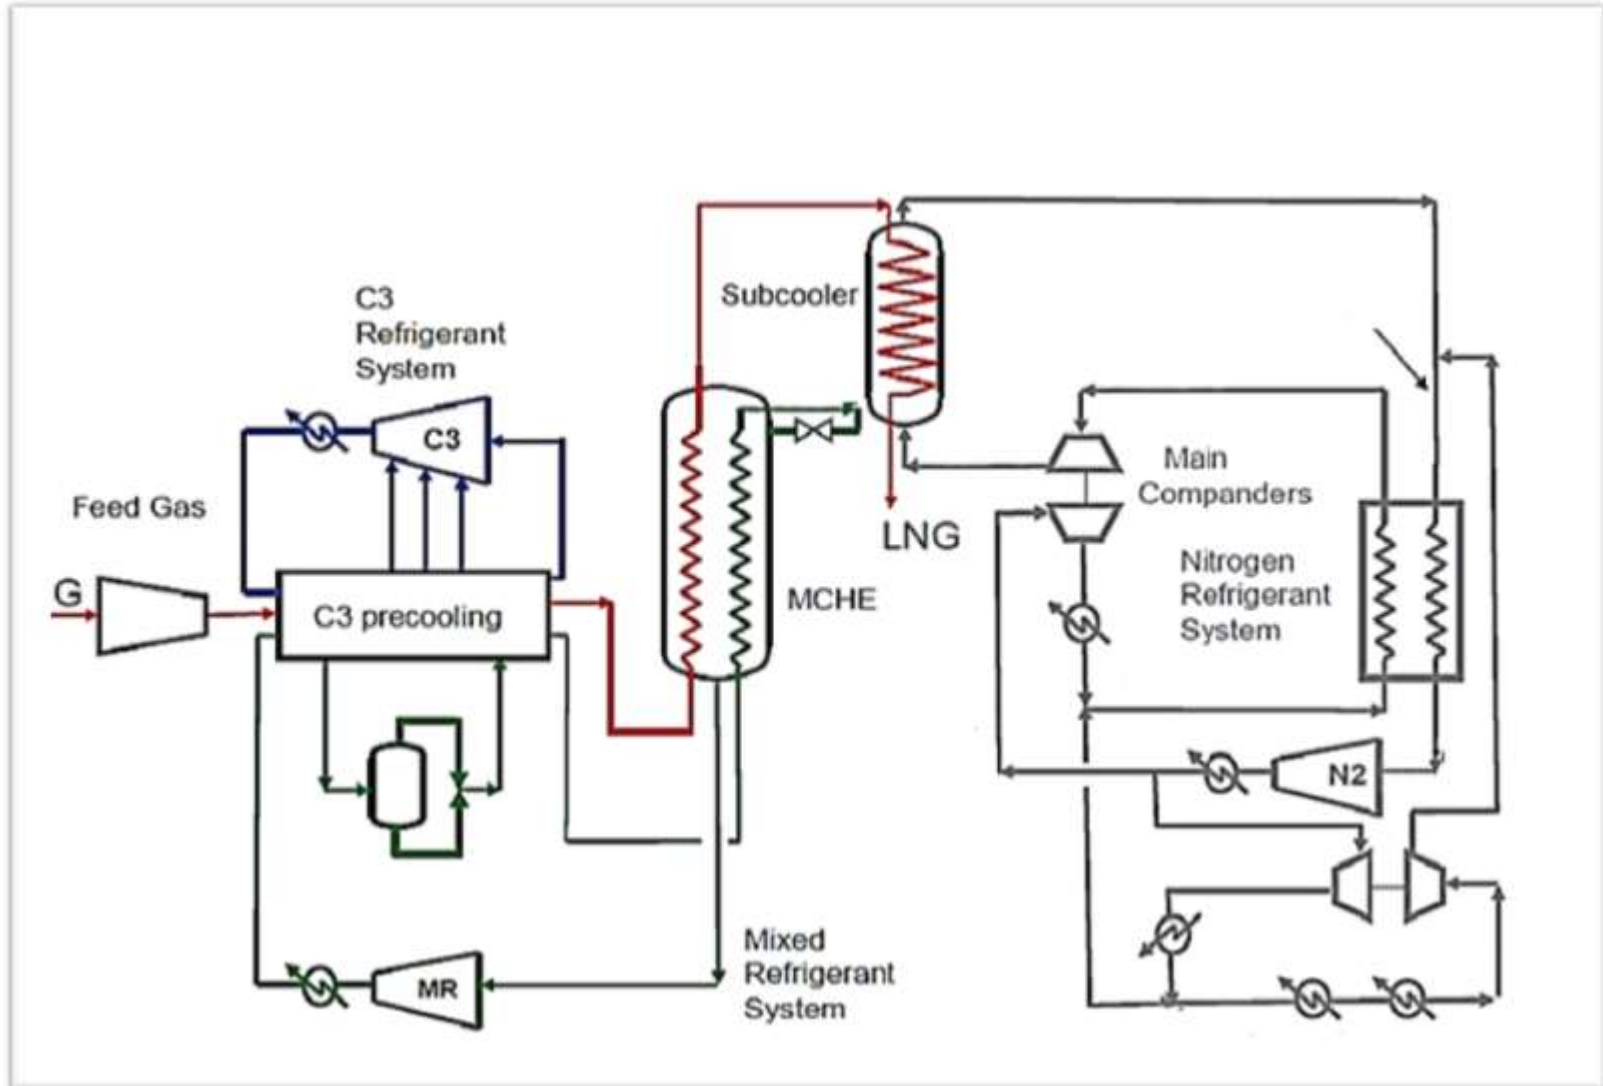 C3
Refrigerant
System
Subcooler
C3
Main
Companders
Feed Gas
LNG
Nitrogen
Refrigerant
System
G
C3 precooling
MCHE
N2
Mixed
Refrigerant
System
MR